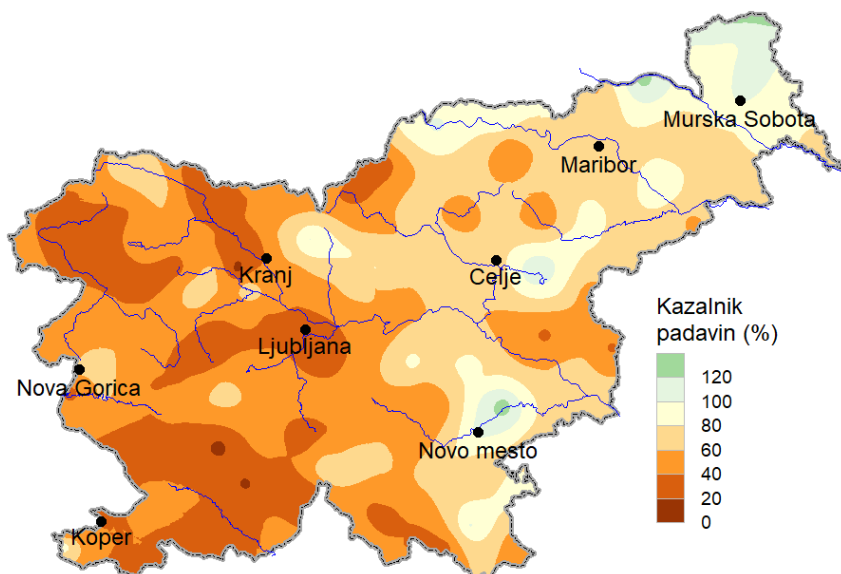 Murska Sobota
Maribor
Kranj
Celje
Ljubljana
Nova Gorica
Novo mesto
Koper
Kazalnik
padavin (%)
120
100
80
60
40
20
0